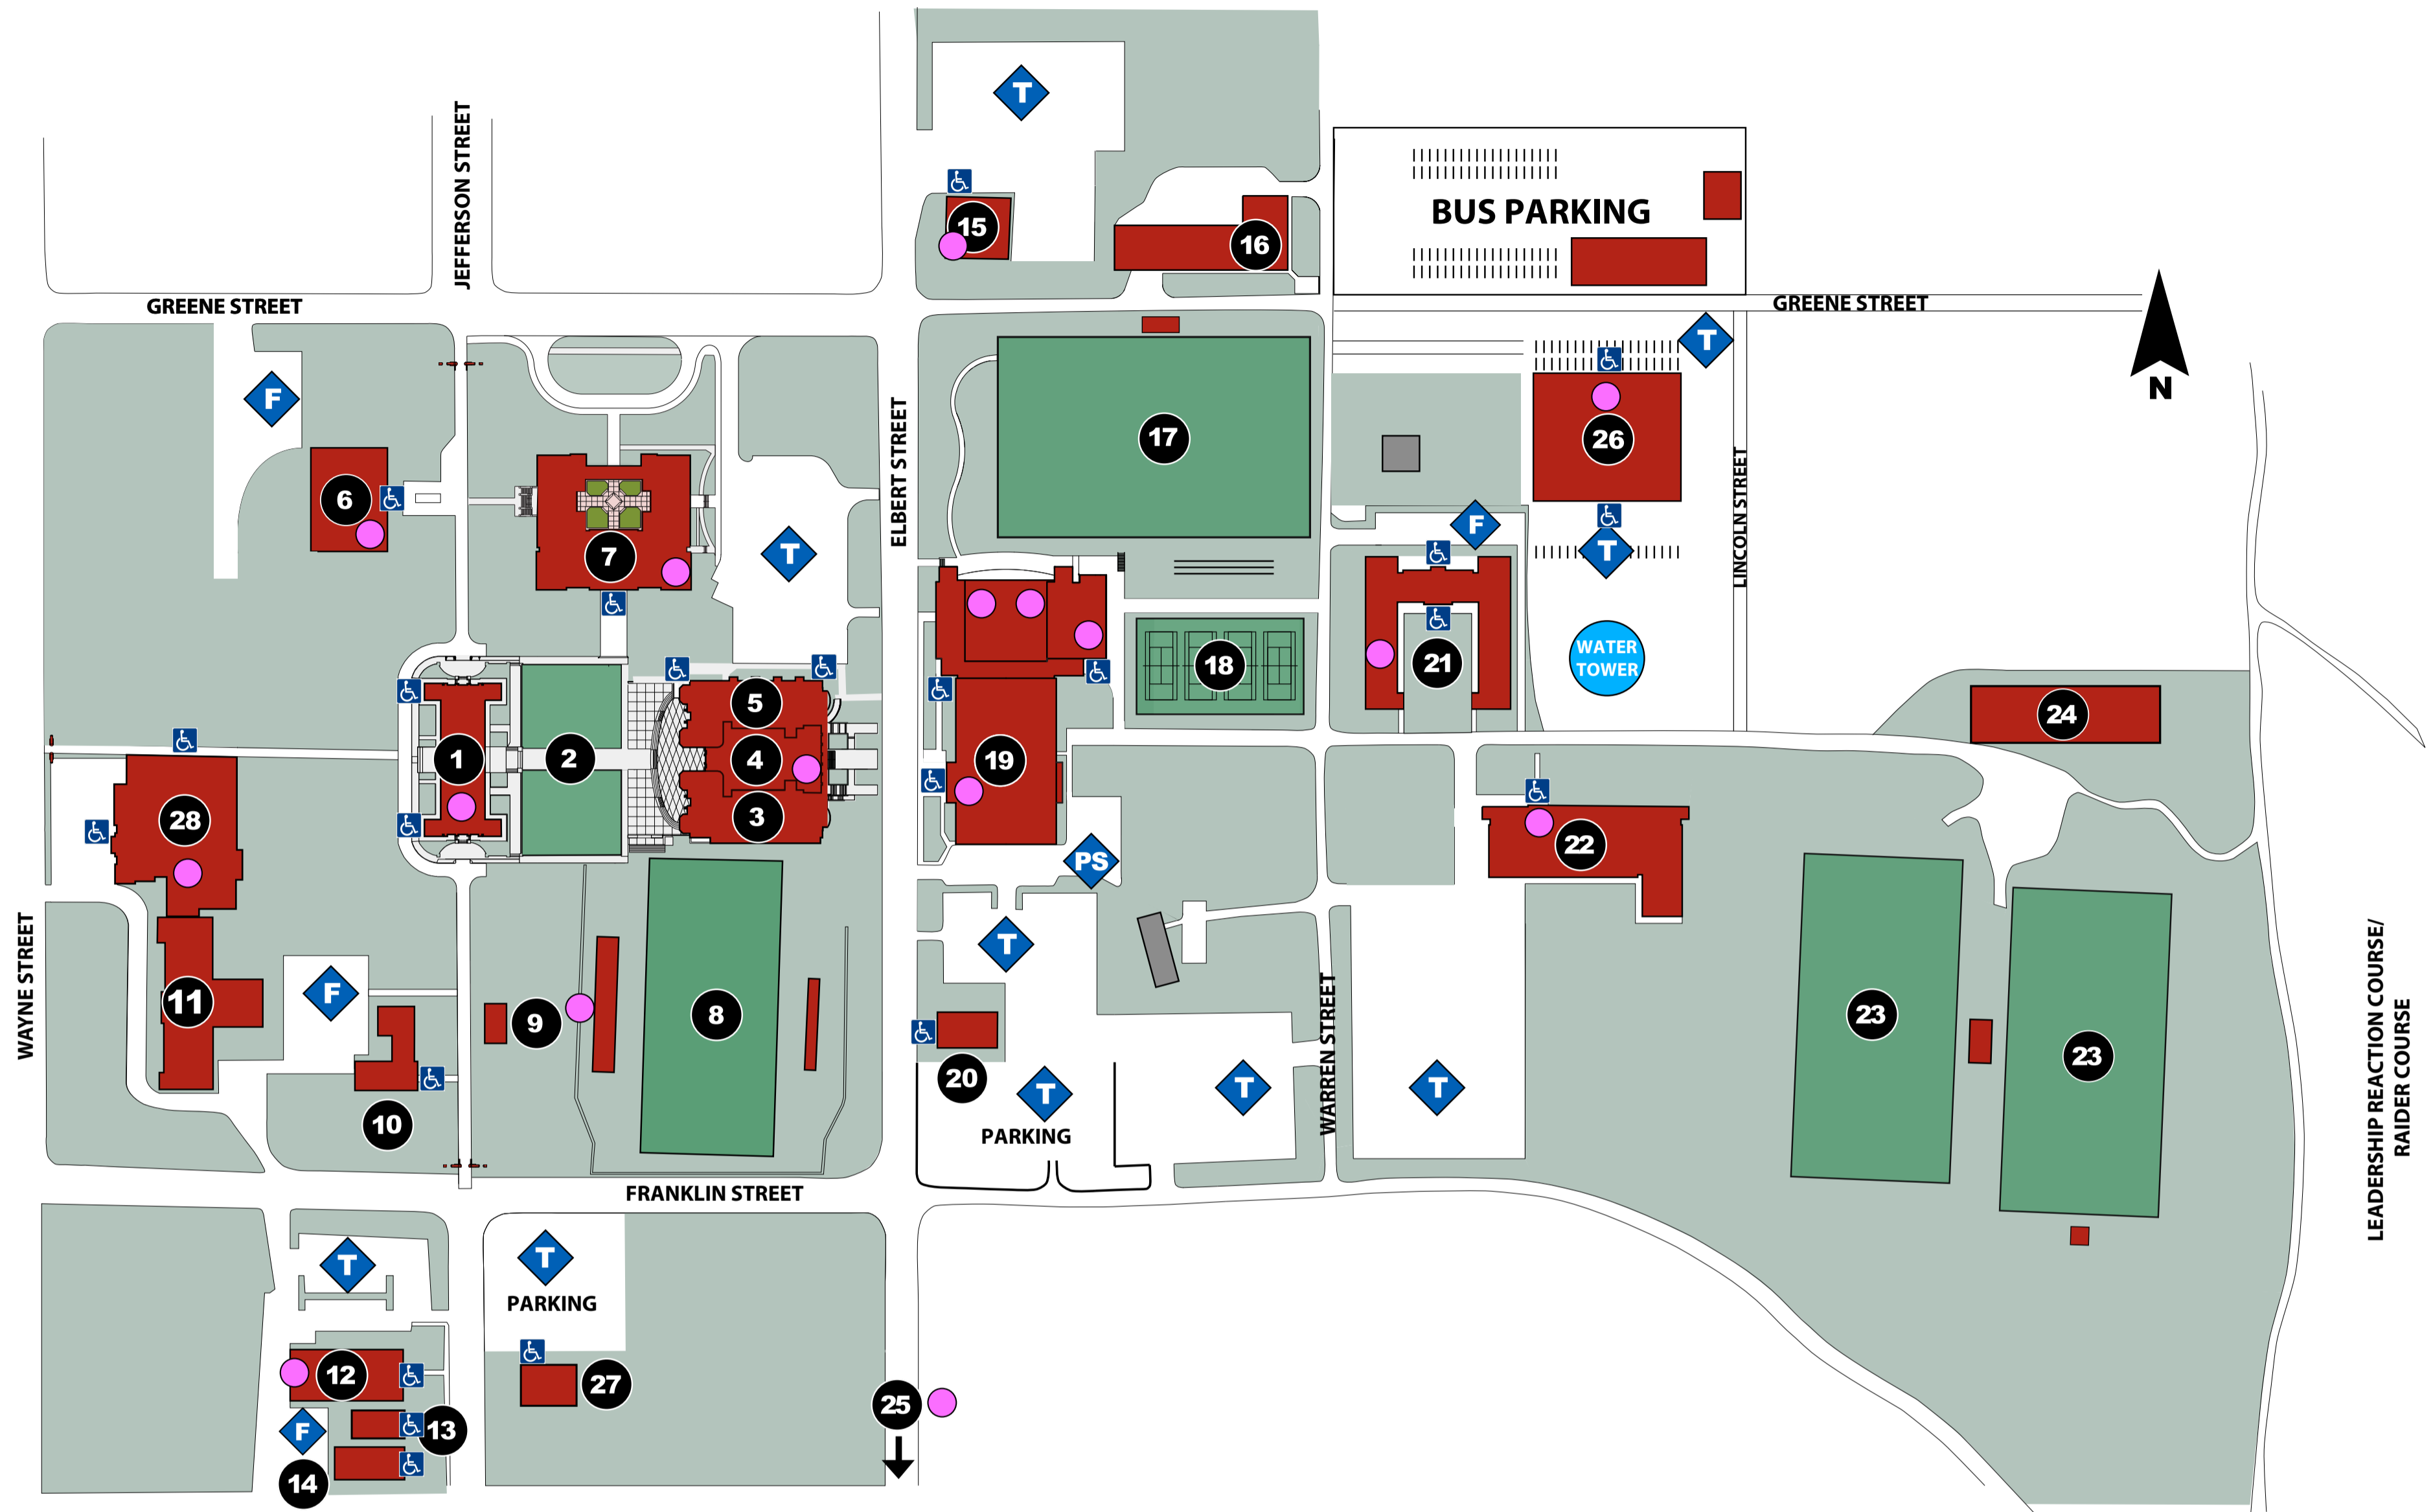 T
JEFFERSON STREET
15
16
BUS PARKING
GREENE STREET
GREENE STREET
T
N
F
6
7
T
ELBERT STREET
17
26
F
T
LINCOLN STREET
WATER
TOWER
18
21
5
1
2
4
3
19
24
28
22
PS
WAYNE STREET
11
F
9
8
T
10
20
T
PARKING
T
WARREN STREET
T
23
23
LEADERSHIP REACTION COURSE/
RAIDER COURSE
FRANKLIN STREET
T
T
PARKING
12
27
25
F
13
14